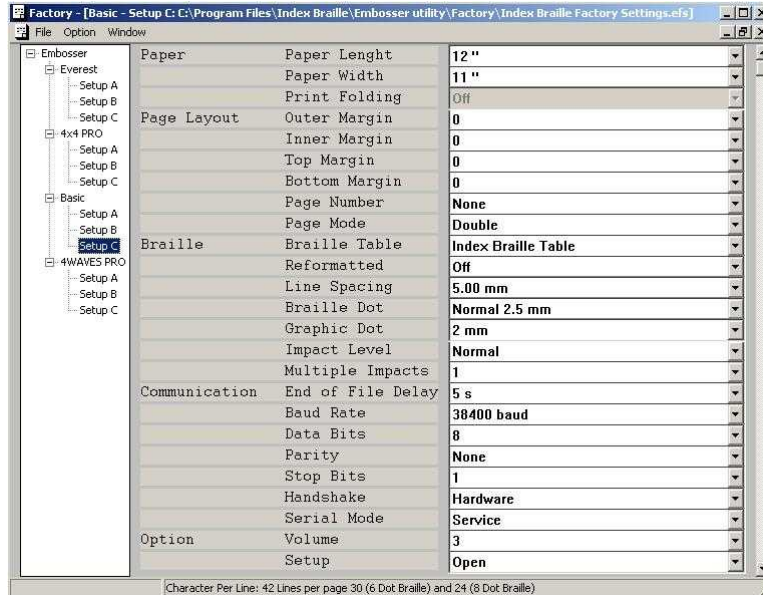 Factory - [Basic - Setup C: C:\Program Files\Index Braille\Embosser utility\Factory\Index Braille Factory Settings.efs]
File Option Window
Embosser
Everest
Setup A
Setup B
Setup C
4x4 PRO
Setup A
Setup B
Setup C
Basic
Setup A
Setup B
Setup C
4WAVES PRO
Setup A
Setup B
Setup C
Paper Paper Lenght 12 "
Paper Width 11 "
Print Folding Off
Page Layout Outer Margin 0
Inner Margin 0
Top Margin 0
Bottom Margin 0
Page Number None
Page Mode Double
Braille Braille Table Index Braille Table
Reformatted Off
Line Spacing 5.00 mm
Braille Dot Normal 2.5 mm
Graphic Dot 2 mm
Impact Level Normal
Multiple Impacts 1
Communication End of File Delay 5 s
Baud Rate 38400 baud
Data Bits 8
Parity None
Stop Bits 1
Handshake Hardware
Serial Mode Service
Option Volume 3
Setup Open
Character Per Line: 42 Lines per page 30 (6 Dot Braille) and 24 (8 Dot Braille)